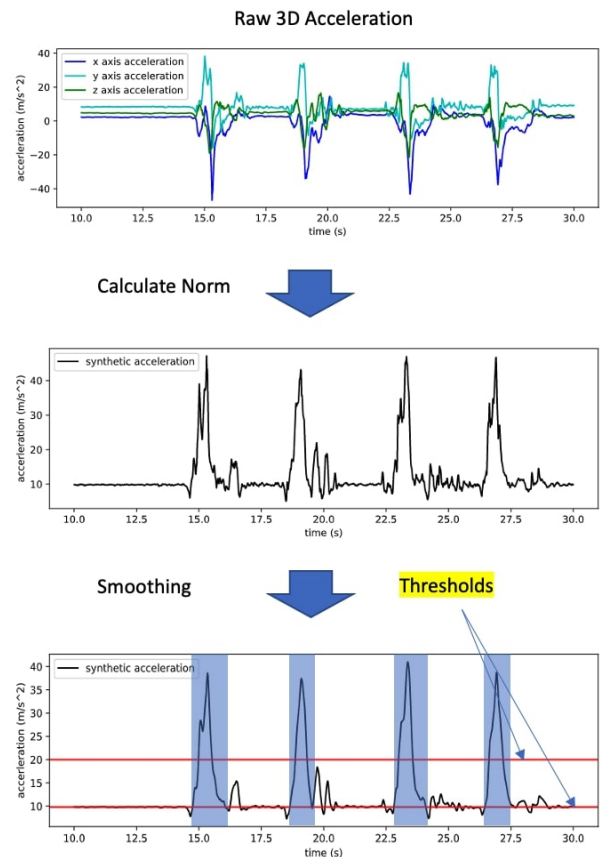 Raw 3D Acceleration
x axis acceleration
y axis acceleration
z axis acceleration
accerleration (m/s^2)
40
20
0
−20
−40
10.0 12.5 15.0 17.5 20.0 22.5 25.0 27.5 30.0
time (s)
Calculate Norm
synthetic acceleration
accerleration (m/s^2)
40
30
20
10
10.0 12.5 15.0 17.5 20.0 22.5 25.0 27.5 30.0
time (s)
Smoothing Thresholds
synthetic acceleration
accerleration (m/s^2)
40
35
30
25
20
15
10
10.0 12.5 15.0 17.5 20.0 22.5 25.0 27.5 30.0
time (s)